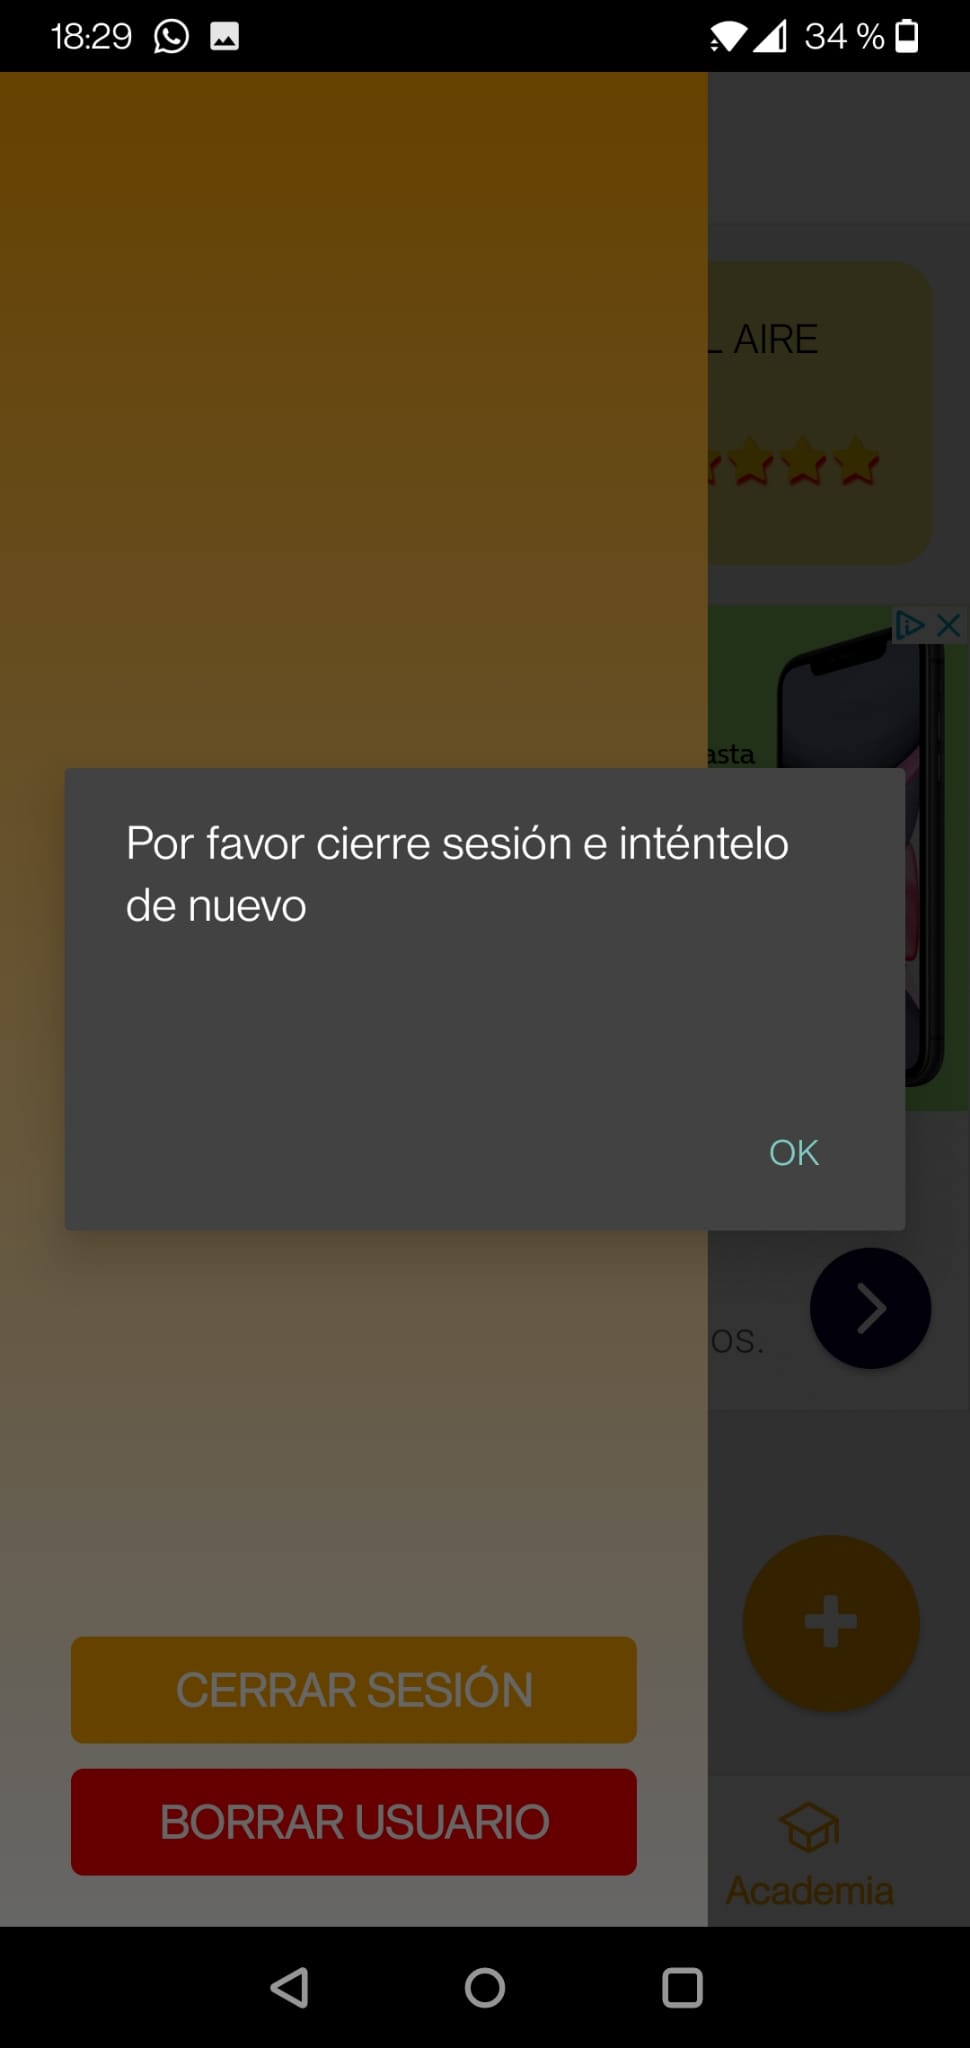 18:29
34 %
L AIRE
asta
Por favor cierre sesión e inténtelo
de nuevo
OK
os.
CERRAR SESIÓN
BORRAR USUARIO
Academia